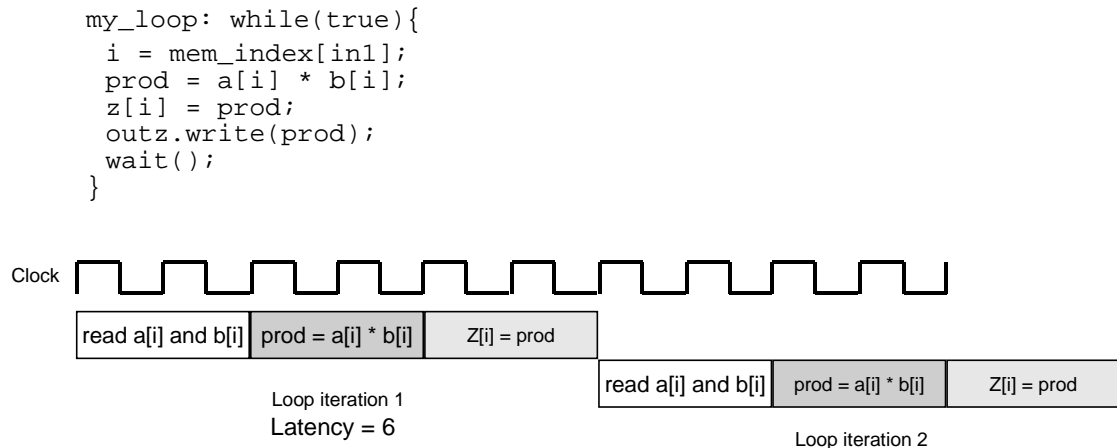 my_loop: while(true){
i = mem_index[in1];
prod = a[i] * b[i];
z[i] = prod;
outz.write(prod);
wait();
}
Clock
read a[i] and b[i] prod = a[i] * b[i] Z[i] = prod
read a[i] and b[i] prod = a[i] * b[i] Z[i] = prod
Loop iteration 1
Latency = 6
Loop iteration 2